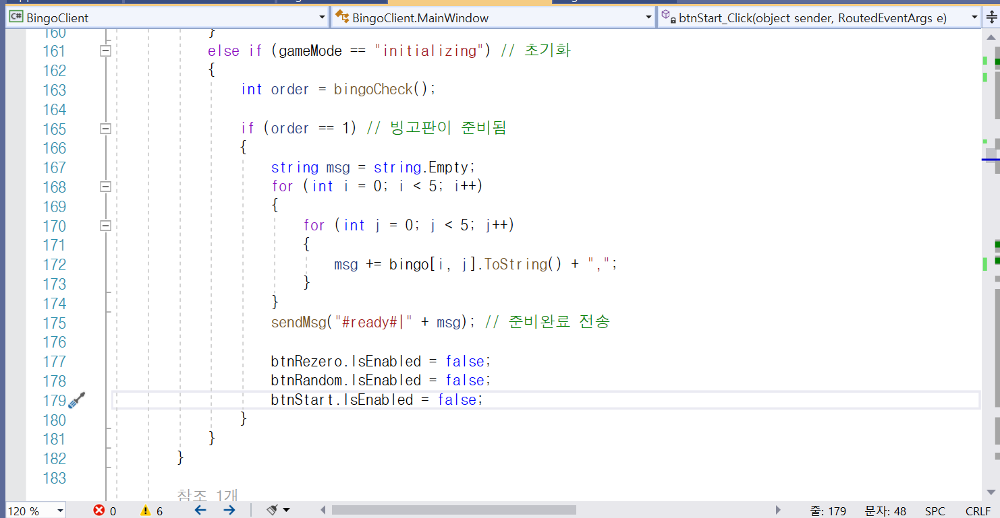 C# BingoClient BingoClient.MainWindow btnStart_Click(object sender, RoutedEventArgs e)
160 }
161 else if (gameMode == "initializing") // 초기화
162 {
163 int order = bingoCheck();
164
165 if (order == 1) // 빙고판이 준비됨
166 {
167 string msg = string.Empty;
168 for (int i = 0; i < 5; i++)
169 {
170 for (int j = 0; j < 5; j++)
171 {
172 msg += bingo[i, j].ToString() + ",";
173 }
174 }
175 sendMsg("#ready#|" + msg); // 준비완료 전송
176
177 btnRezero.IsEnabled = false;
178 btnRandom.IsEnabled = false;
179 btnStart.IsEnabled = false;
180 }
181 }
182 }
183
참조 1개
120 % 0 6 줄: 179 문자: 48 SPC CRLF